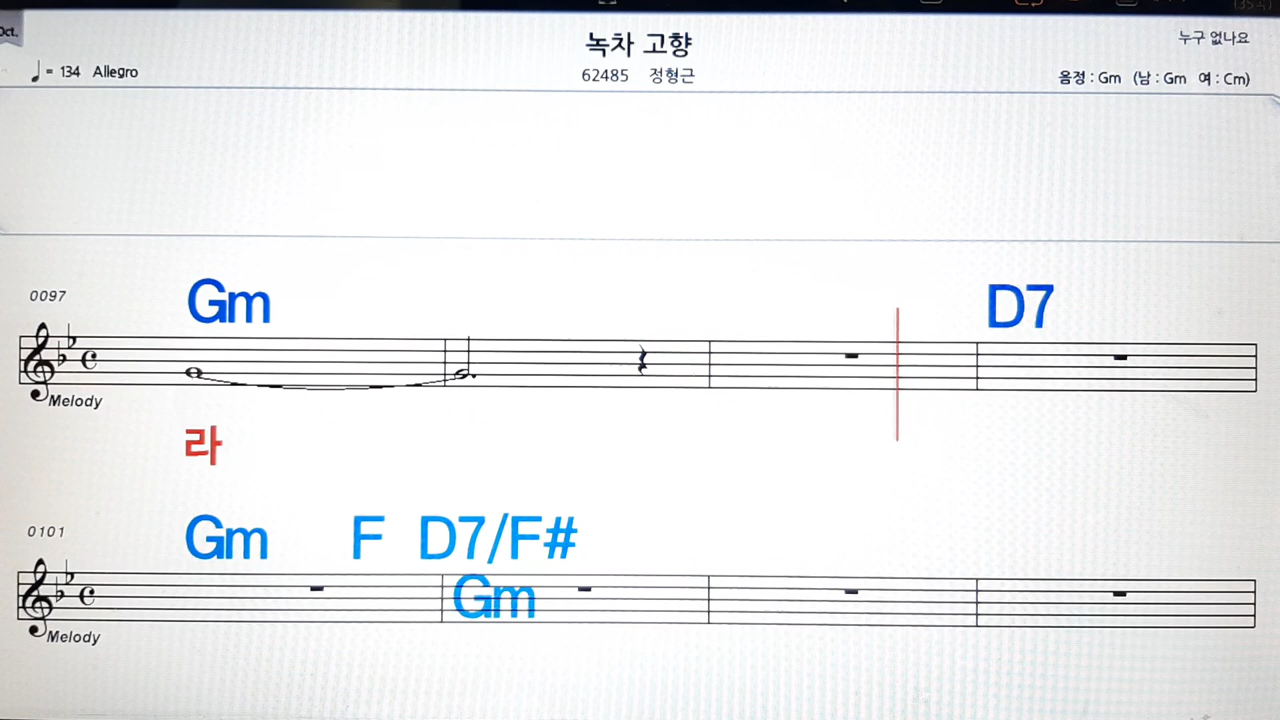 Oct.
녹차 고향
누구 없나요
♩= 134 Allegro
62485 정형근
음정 : Gm (남 : Gm 여 : Cm)
0097
Gm D7
Melody
라
0101
Gm F D7/F#
Gm
Melody